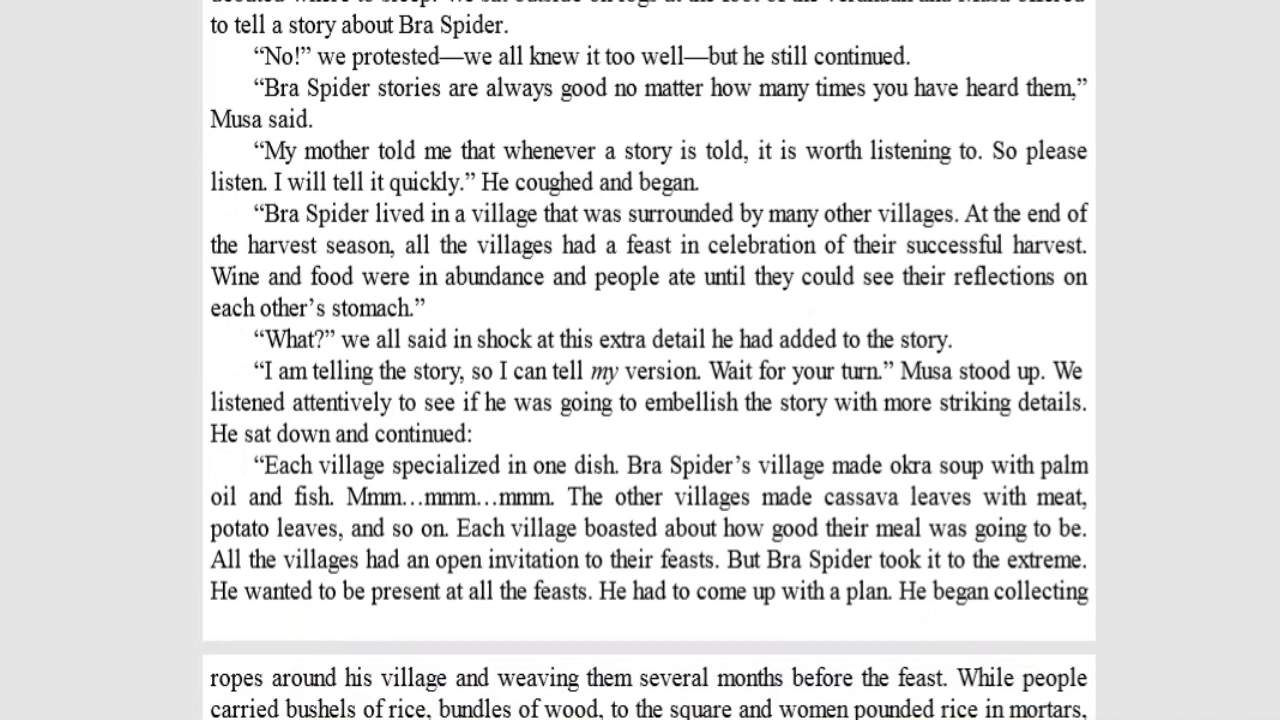 to tell a story about Bra Spider.
“No!” we protested—we all knew it too well—but he still continued.
“Bra Spider stories are always good no matter how many times you have heard them,”
Musa said.
“My mother told me that whenever a story is told, it is worth listening to. So please
listen. I will tell it quickly.” He coughed and began.
“Bra Spider lived in a village that was surrounded by many other villages. At the end of
the harvest season, all the villages had a feast in celebration of their successful harvest.
Wine and food were in abundance and people ate until they could see their reflections on
each other’s stomach.”
“What?” we all said in shock at this extra detail he had added to the story.
“I am telling the story, so I can tell my version. Wait for your turn.” Musa stood up. We
listened attentively to see if he was going to embellish the story with more striking details.
He sat down and continued:
“Each village specialized in one dish. Bra Spider’s village made okra soup with palm
oil and fish. Mmm…mmm…mmm. The other villages made cassava leaves with meat,
potato leaves, and so on. Each village boasted about how good their meal was going to be.
All the villages had an open invitation to their feasts. But Bra Spider took it to the extreme.
He wanted to be present at all the feasts. He had to come up with a plan. He began collecting
ropes around his village and weaving them several months before the feast. While people
carried bushels of rice, bundles of wood, to the square and women pounded rice in mortars,